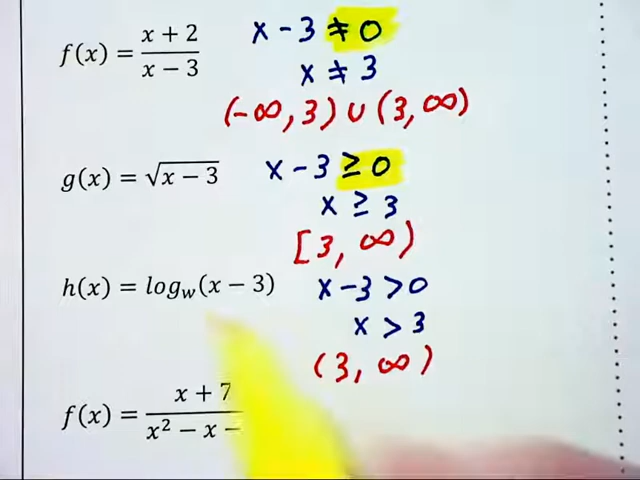 f(x) = x + 2 / x − 3
x − 3 ≠ 0
x ≠ 3
(−∞, 3) ∪ (3, ∞)
g(x) = √x − 3
x − 3 ≥ 0
x ≥ 3
[3, ∞)
h(x) = log_w(x − 3)
x − 3 > 0
x > 3
(3, ∞)
f(x) = x + 7 / x² − x −